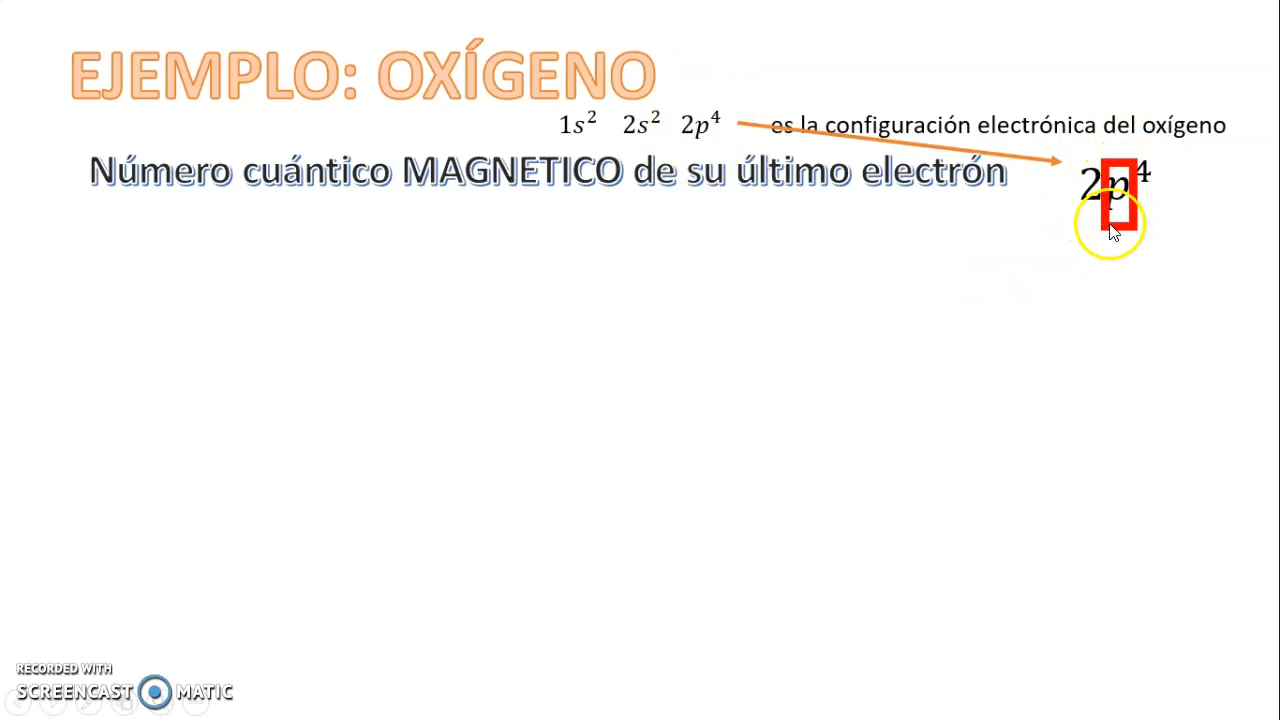 EJEMPLO: OXÍGENO
1s² 2s² 2p⁴ es la configuración electrónica del oxígeno
Número cuántico MAGNETICO de su último electrón
2p⁴
RECORDED WITH
SCREENCAST MATIC